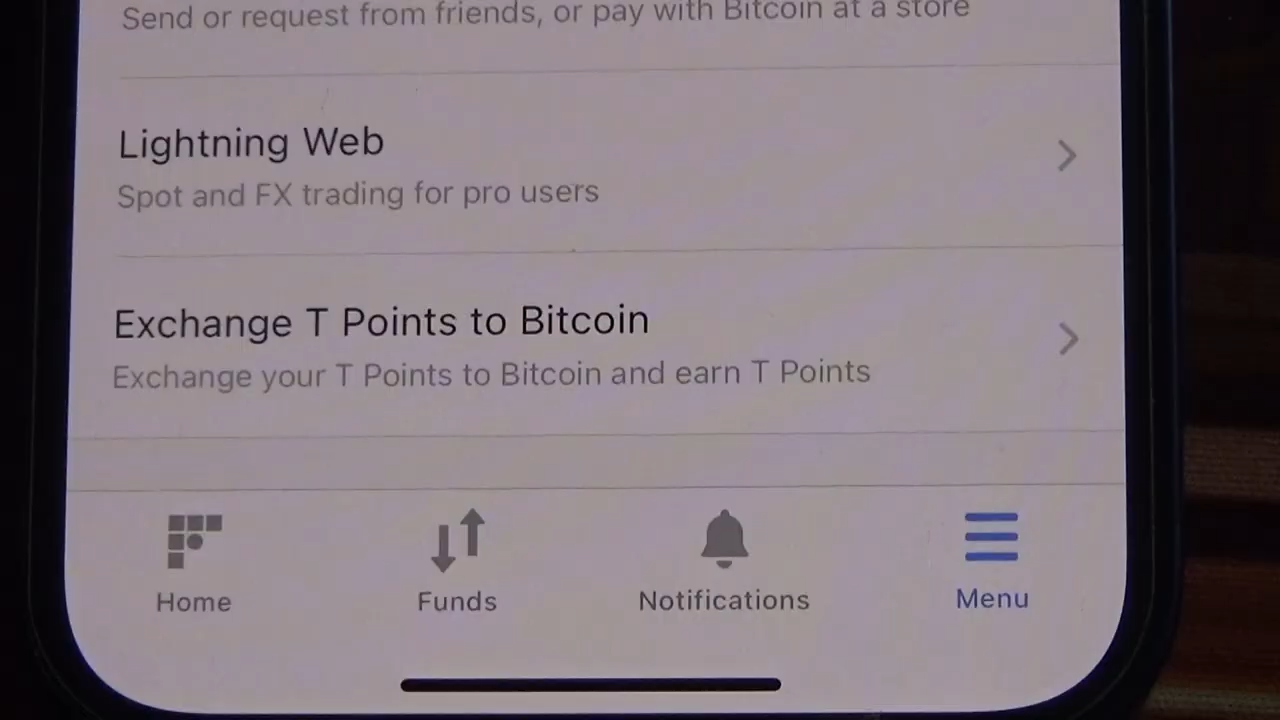 Send or request from friends, or pay with Bitcoin at a store
Lightning Web
Spot and FX trading for pro users
Exchange T Points to Bitcoin
Exchange your T Points to Bitcoin and earn T Points
Home
Funds
Notifications
Menu